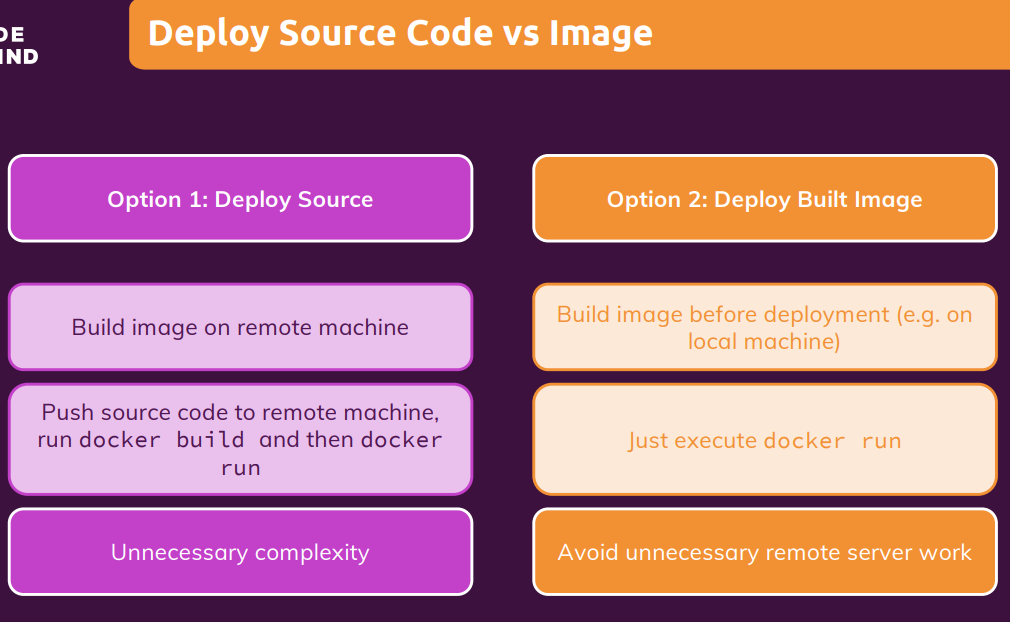 DE
IND
Deploy Source Code vs Image
Option 1: Deploy Source
Option 2: Deploy Built Image
Build image on remote machine
Build image before deployment (e.g. on
local machine)
Push source code to remote machine,
run docker build and then docker
run
Just execute docker run
Unnecessary complexity
Avoid unnecessary remote server work